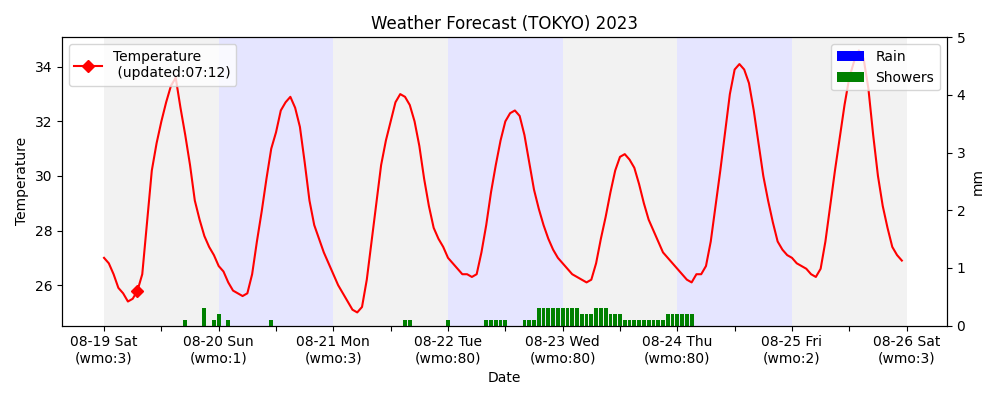 Weather Forecast (TOKYO) 2023
Temperature
(updated:07:12)
Rain
Showers
Temperature
34
32
30
28
26
5
4
3
2
1
0
mm
08-19 Sat
(wmo:3)
08-20 Sun
(wmo:1)
08-21 Mon
(wmo:3)
08-22 Tue
(wmo:80)
08-23 Wed
(wmo:80)
08-24 Thu
(wmo:80)
08-25 Fri
(wmo:2)
08-26 Sat
(wmo:3)
Date